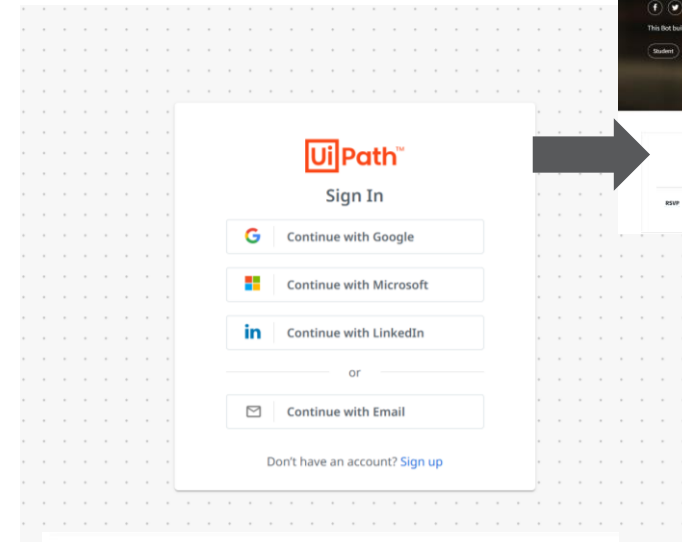 UiPath™
Sign In
Continue with Google
Continue with Microsoft
in
Continue with LinkedIn
or
Continue with Email
Don't have an account? Sign up
f
This Bot
Student
RSVP